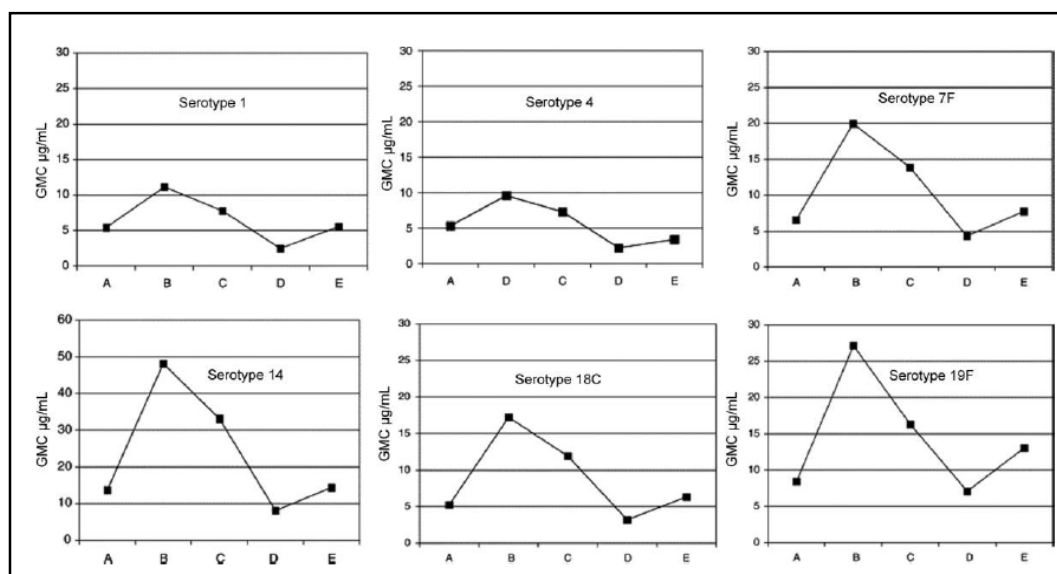 30
25
20
15
10
5
0
GMC µg/mL
Serotype 1
A B C D E
30
25
20
15
10
5
0
GMC µg/mL
Serotype 4
A D C D E
30
25
20
15
10
5
0
GMC µg/mL
Serotype 7F
A B C D E
60
50
40
30
20
10
0
GMC µg/mL
Serotype 14
A B C D E
30
25
20
15
10
5
0
GMC µg/mL
Serotype 18C
A B C D E
30
25
20
15
10
5
0
GMC µg/mL
Serotype 19F
A B C D E